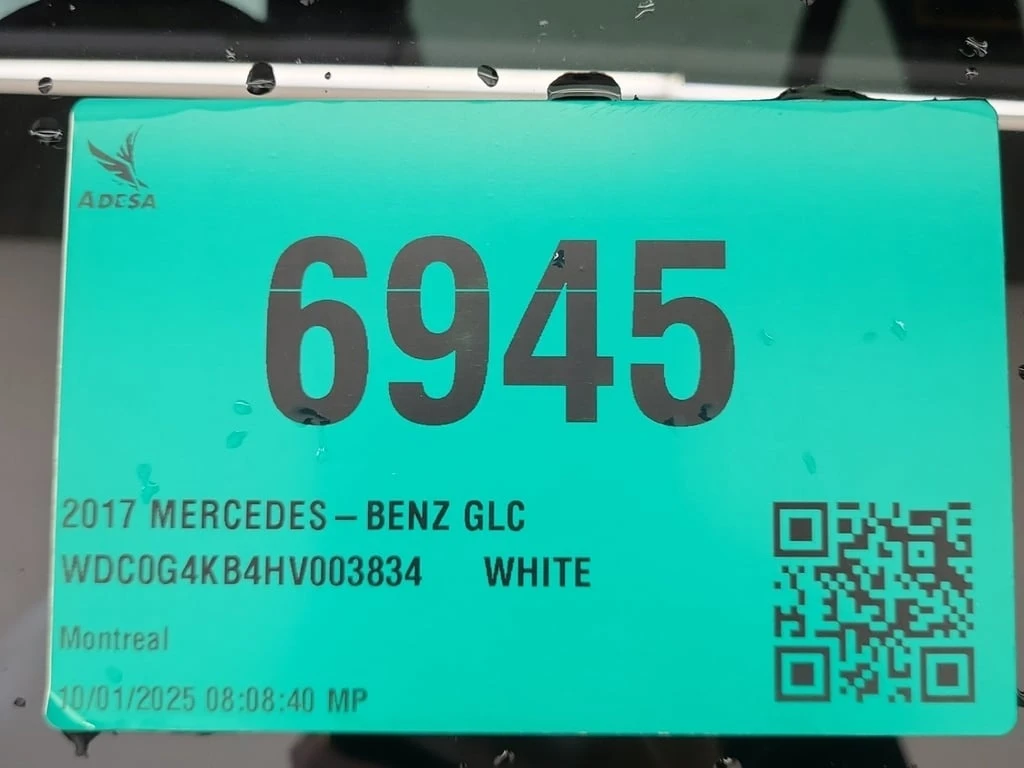 ADESA
6945
2017 MERCEDES-BENZ GLC
WDC0G4KB4HV003834 WHITE
Montreal
10/01/2025 08:08:40 MP